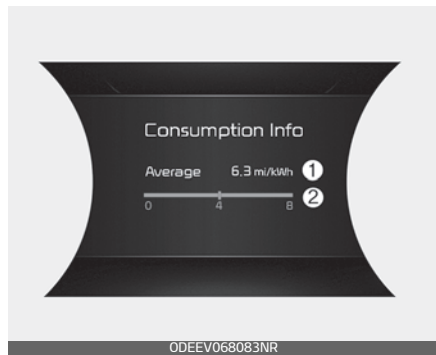 Consumption Info
Average 6.3 mi/kWh 1
2
0 4 8
ODEEV068083NR